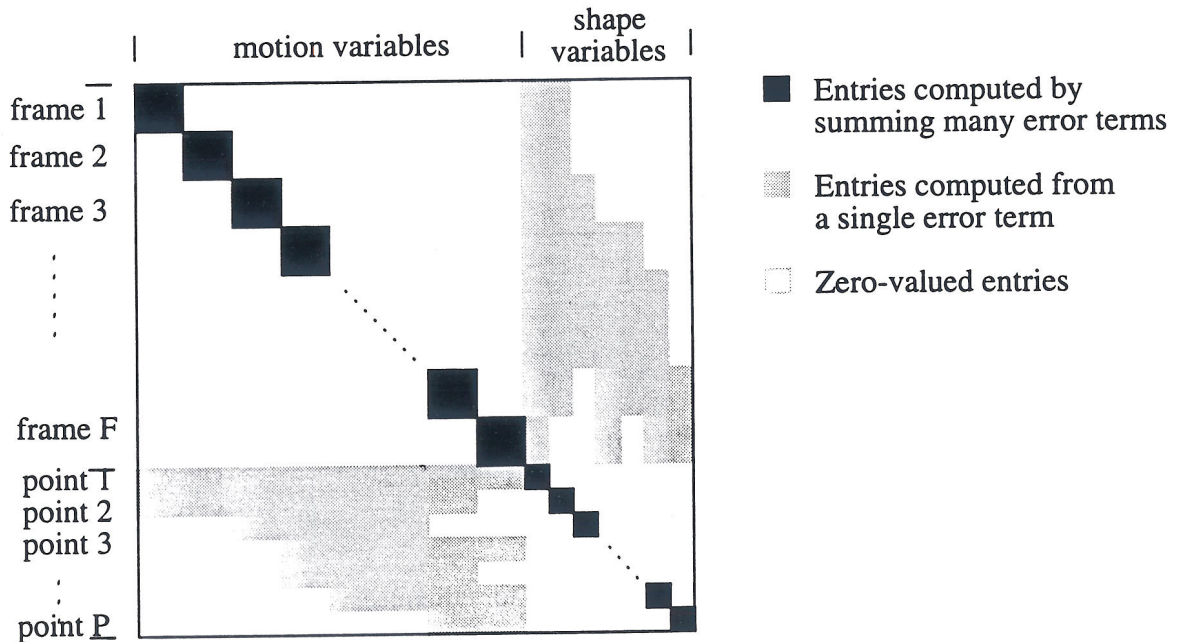 motion variables
shape
variables
frame 1
frame 2
frame 3
frame F
point 1
point 2
point 3
point P
Entries computed by
summing many error terms
Entries computed from
a single error term
Zero-valued entries